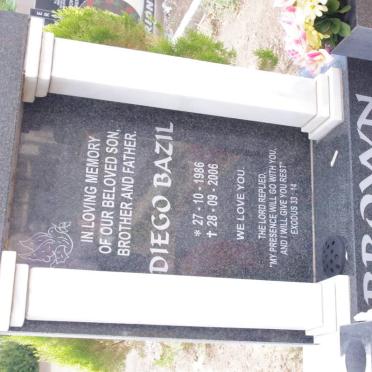 IN LOVING MEMORY
OF OUR BELOVED SON,
BROTHER AND FATHER.
DIEGO BAZIL
* 27 - 10 - 1986
✝ 28 - 09 - 2006
WE LOVE YOU.
THE LORD REPLIED,
"MY PRESENCE WILL GO WITH YOU,
AND I WILL GIVE YOU REST"
EXODUS 33 : 14
BROWN